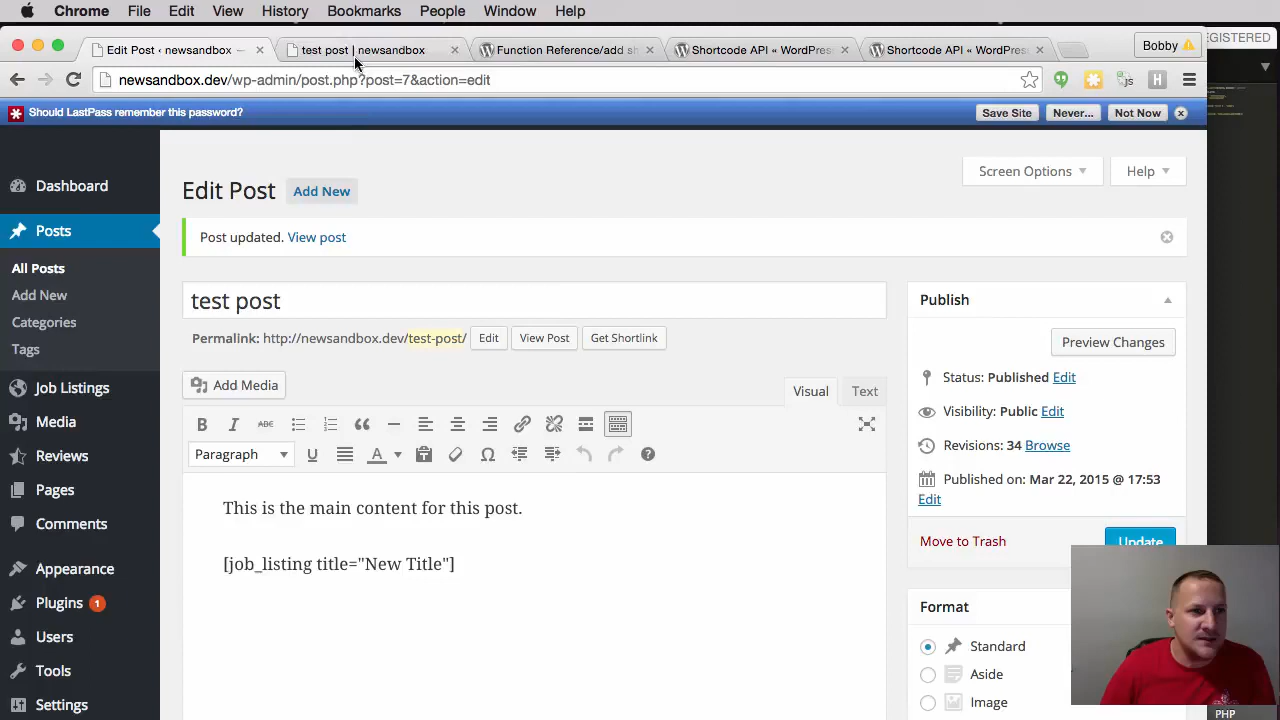 Chrome File Edit View History Bookmarks People Window Help
Edit Post ‹ newsandbox —
test post | newsandbox
Function Reference/add sh
Shortcode API « WordPres
Shortcode API « WordPres
Bobby
EGISTERED
newsandbox.dev/wp-admin/post.php?post=7&action=edit
js
H
Should LastPass remember this password?
Save Site
Never...
Not Now
Dashboard
Posts
All Posts
Add New
Categories
Tags
Job Listings
Media
Reviews
Pages
Comments
Appearance
Plugins 1
Users
Tools
Settings
Screen Options
Help
Edit Post Add New
Post updated. View post
test post
Permalink: http://newsandbox.dev/test-post/ Edit View Post Get Shortlink
Add Media
Visual Text
B I ABC
Paragraph U A Ω ?
This is the main content for this post.
[job_listing title="New Title"]
Publish
Preview Changes
Status: Published Edit
Visibility: Public Edit
Revisions: 34 Browse
Published on: Mar 22, 2015 @ 17:53
Edit
Move to Trash
Update
Format
Standard
Aside
Image
PHP